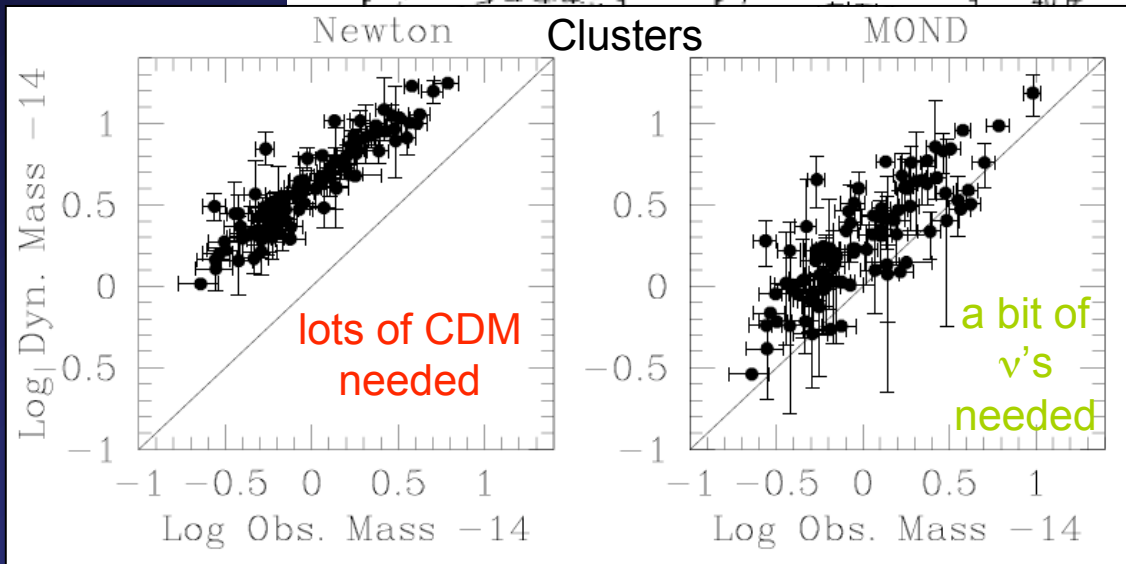 Newton
Clusters
MOND
Log Dyn. Mass -14
1
0.5
0
-0.5
-1
-1 -0.5 0 0.5 1
Log Obs. Mass -14
lots of CDM
needed
1
0.5
0
-0.5
-1
-1 -0.5 0 0.5 1
Log Obs. Mass -14
a bit of
ν's
needed